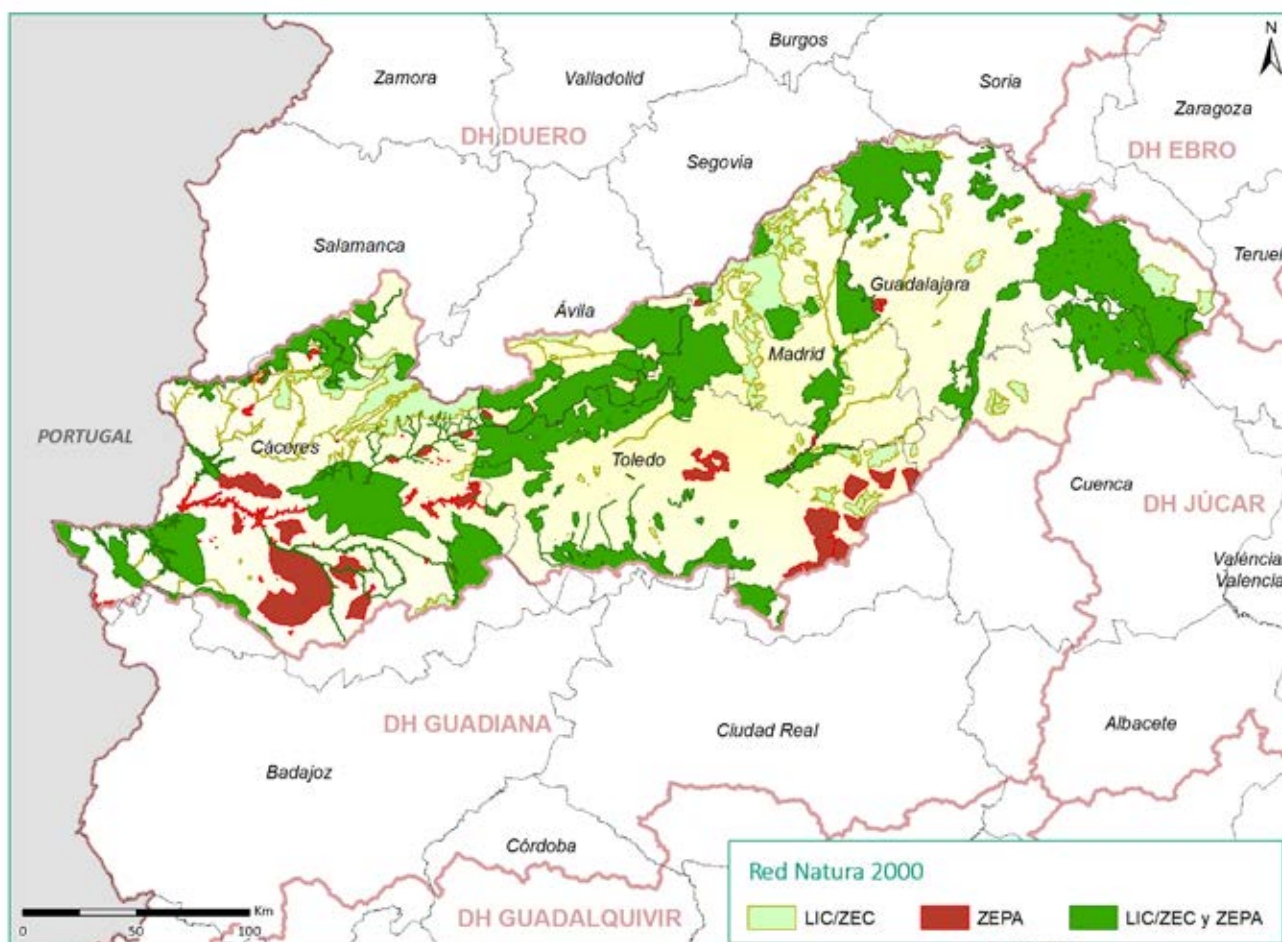 N
Burgos
Zamora
Valladolid
Soria
Zaragoza
DH DUERO
DH EBRO
Segovia
Salamanca
Teruel
Guadalajara
Ávila
Madrid
PORTUGAL
Cáceres
Toledo
Cuenca
DH JÚCAR
València/
Valencia
DH GUADIANA
Ciudad Real
Albacete
Badajoz
Córdoba
DH GUADALQUIVIR
Km
0 50 100
Red Natura 2000
LIC/ZEC ZEPA LIC/ZEC y ZEPA